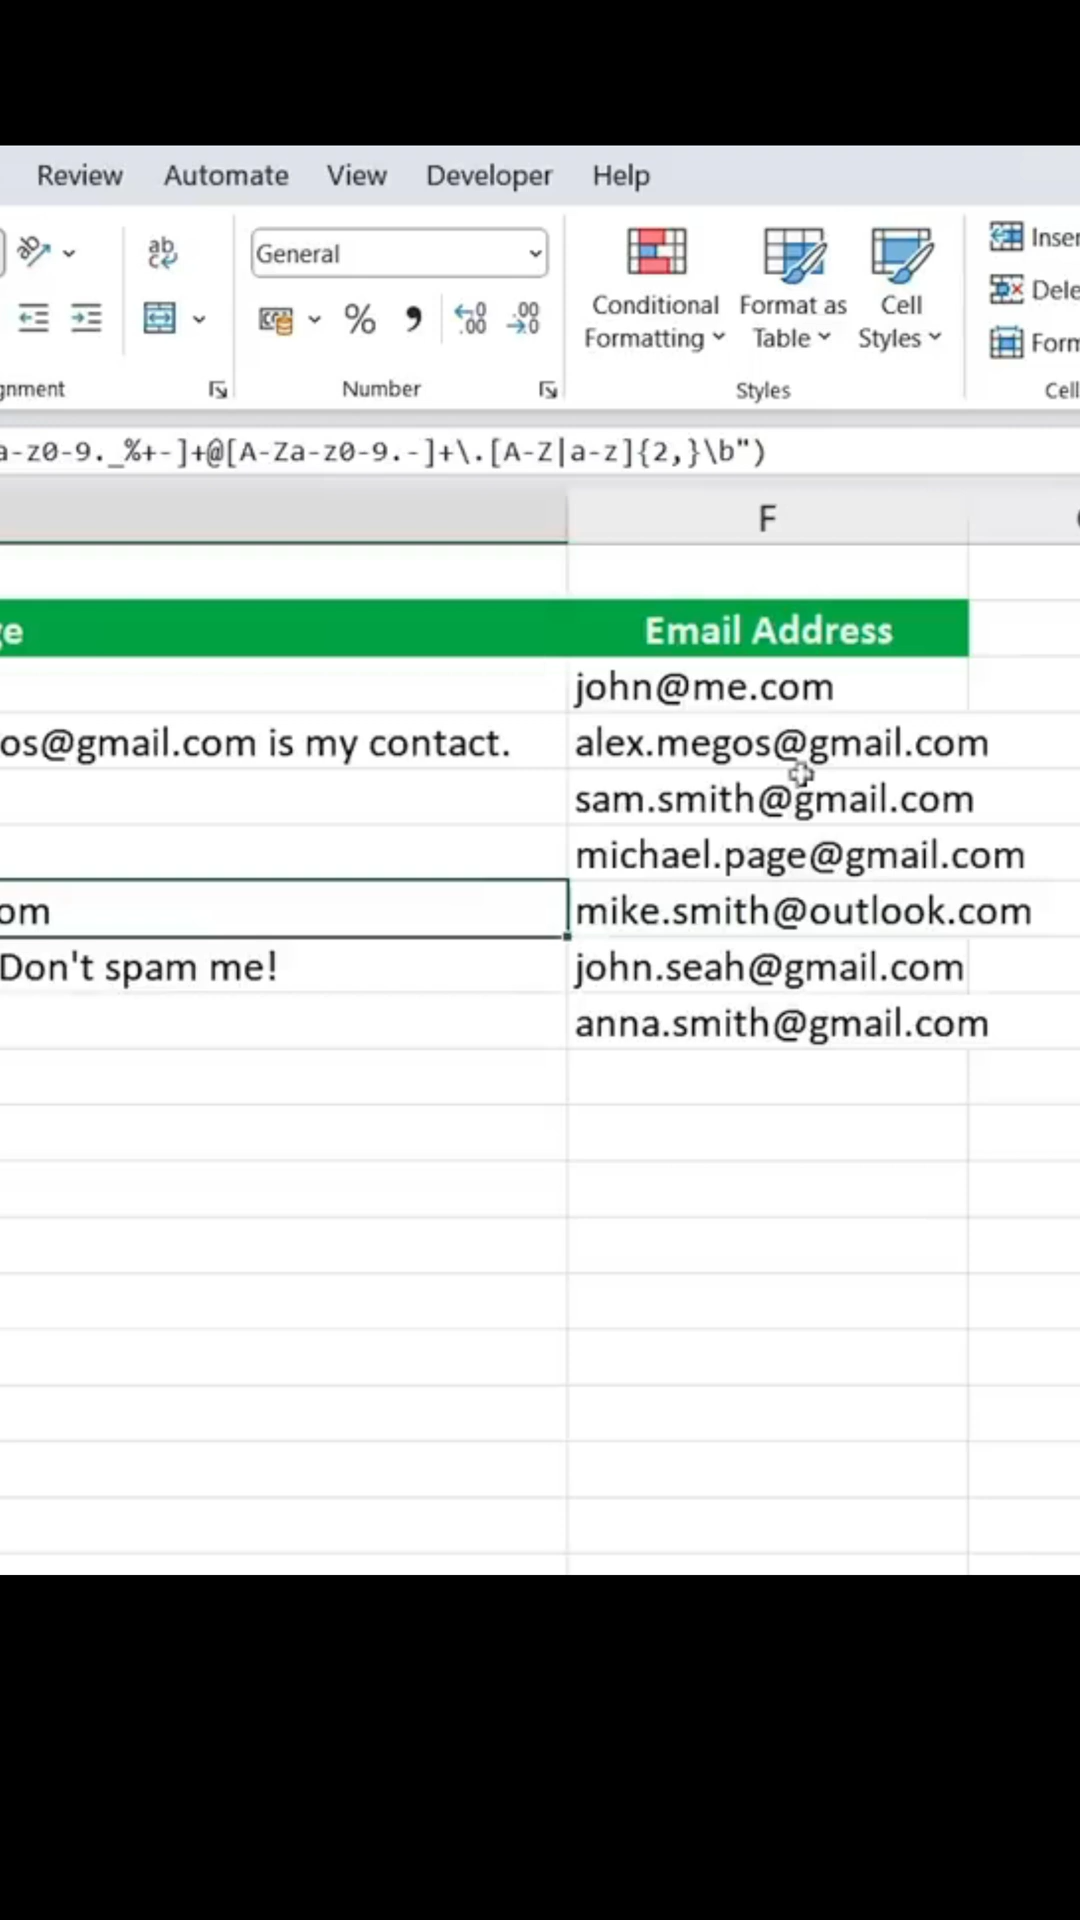 Review Automate View Developer Help
General
Conditional Formatting
Format as Table
Cell Styles
Number
Styles
a-z0-9._%+-]+@[A-Za-z0-9.-]+\.[A-Z|a-z]{2,}\b")
F
Email Address
john@me.com
os@gmail.com is my contact. alex.megos@gmail.com
sam.smith@gmail.com
michael.page@gmail.com
om mike.smith@outlook.com
Don't spam me! john.seah@gmail.com
anna.smith@gmail.com